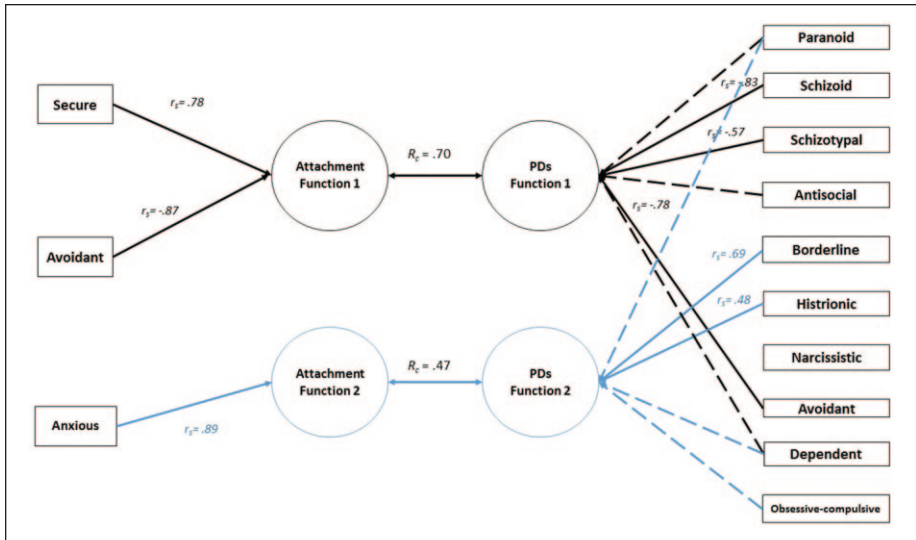 Secure
Avoidant
Anxious
rs= .78
rs= -.87
rs= .89
Attachment
Function 1
Rc = .70
PDs
Function 1
Attachment
Function 2
Rc = .47
PDs
Function 2
rs= -.83
rs=-.57
rs= -.78
rs= .69
rs= .48
Paranoid
Schizoid
Schizotypal
Antisocial
Borderline
Histrionic
Narcissistic
Avoidant
Dependent
Obsessive-compulsive